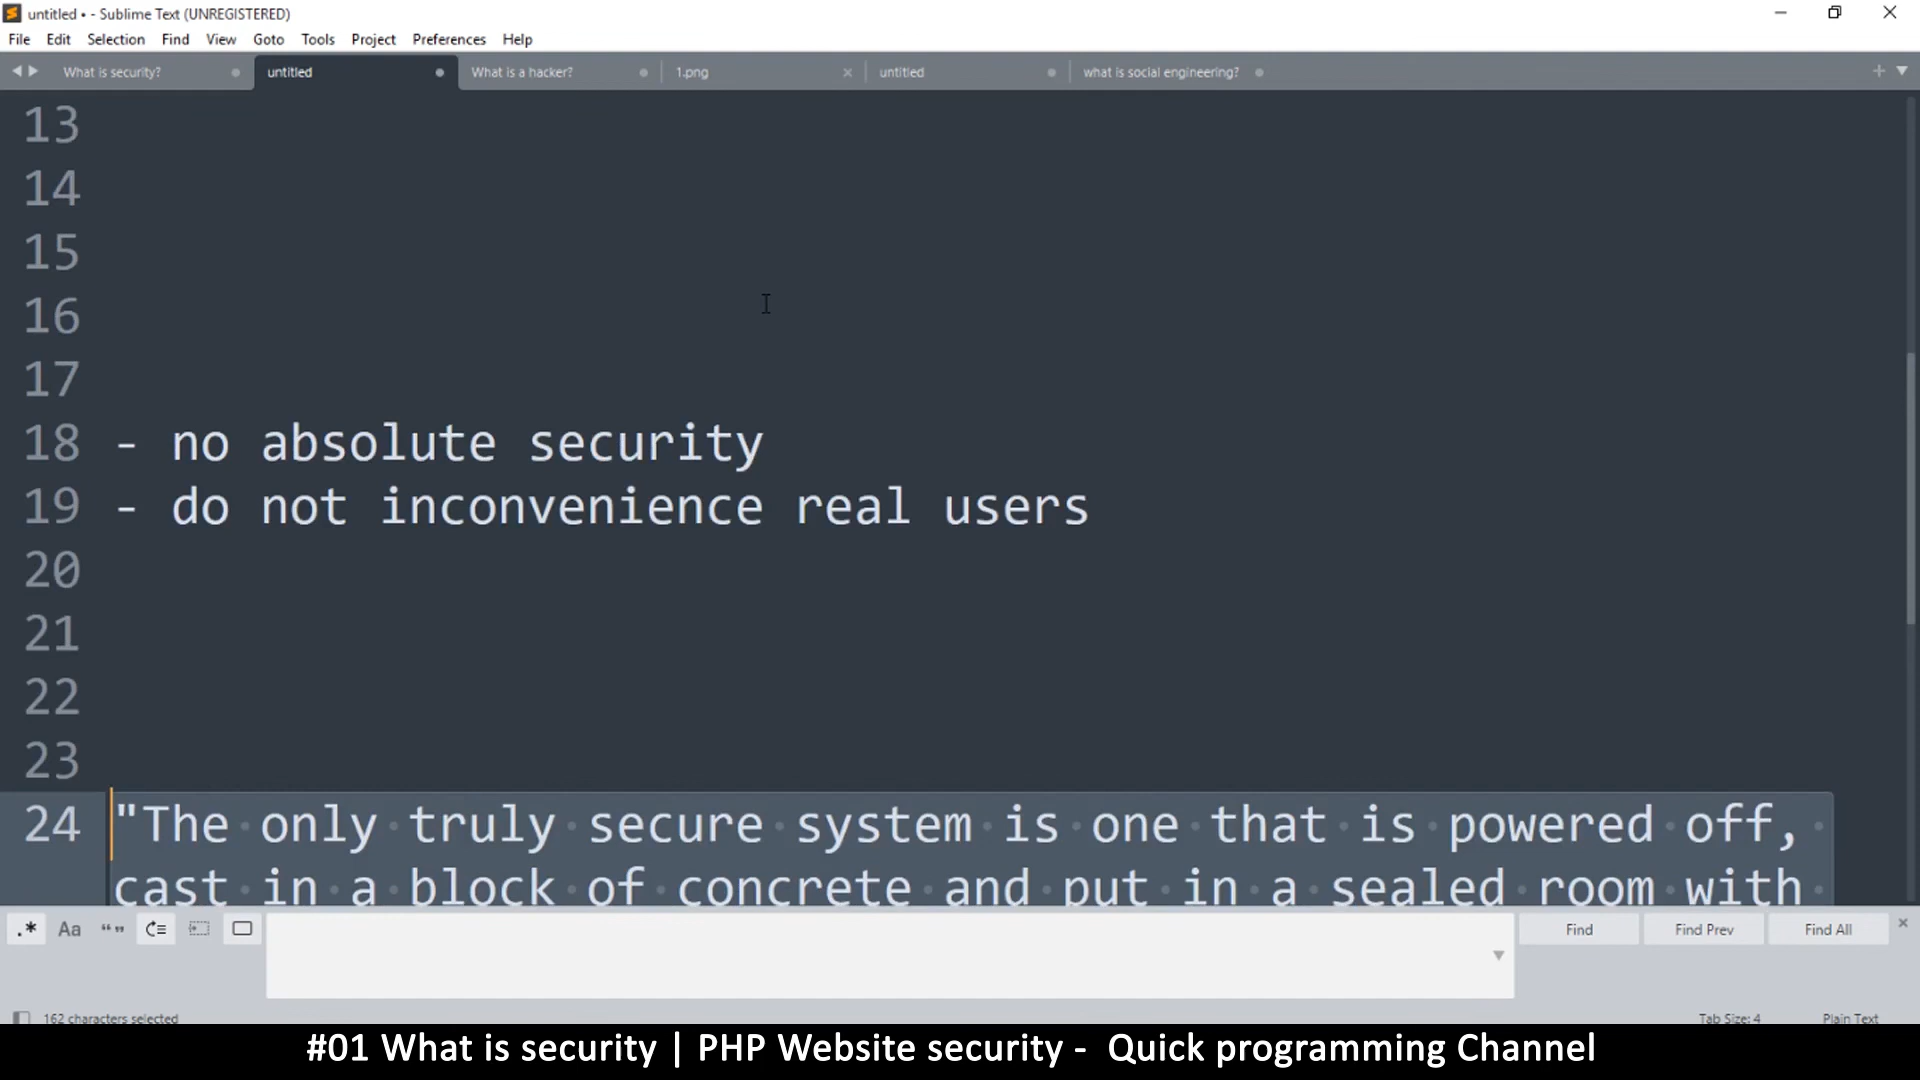 untitled • - Sublime Text (UNREGISTERED)
File Edit Selection Find View Goto Tools Project Preferences Help
What is security? untitled What is a hacker? 1.png untitled what is social engineering?
13
14
15
16
17
18 - no absolute security
19 - do not inconvenience real users
20
21
22
23
24 "The only truly secure system is one that is powered off,
cast in a block of concrete and put in a sealed room with
.* Aa “” Find Find Prev Find All
162 characters selected Tab Size: 4 Plain Text
#01 What is security | PHP Website security - Quick programming Channel